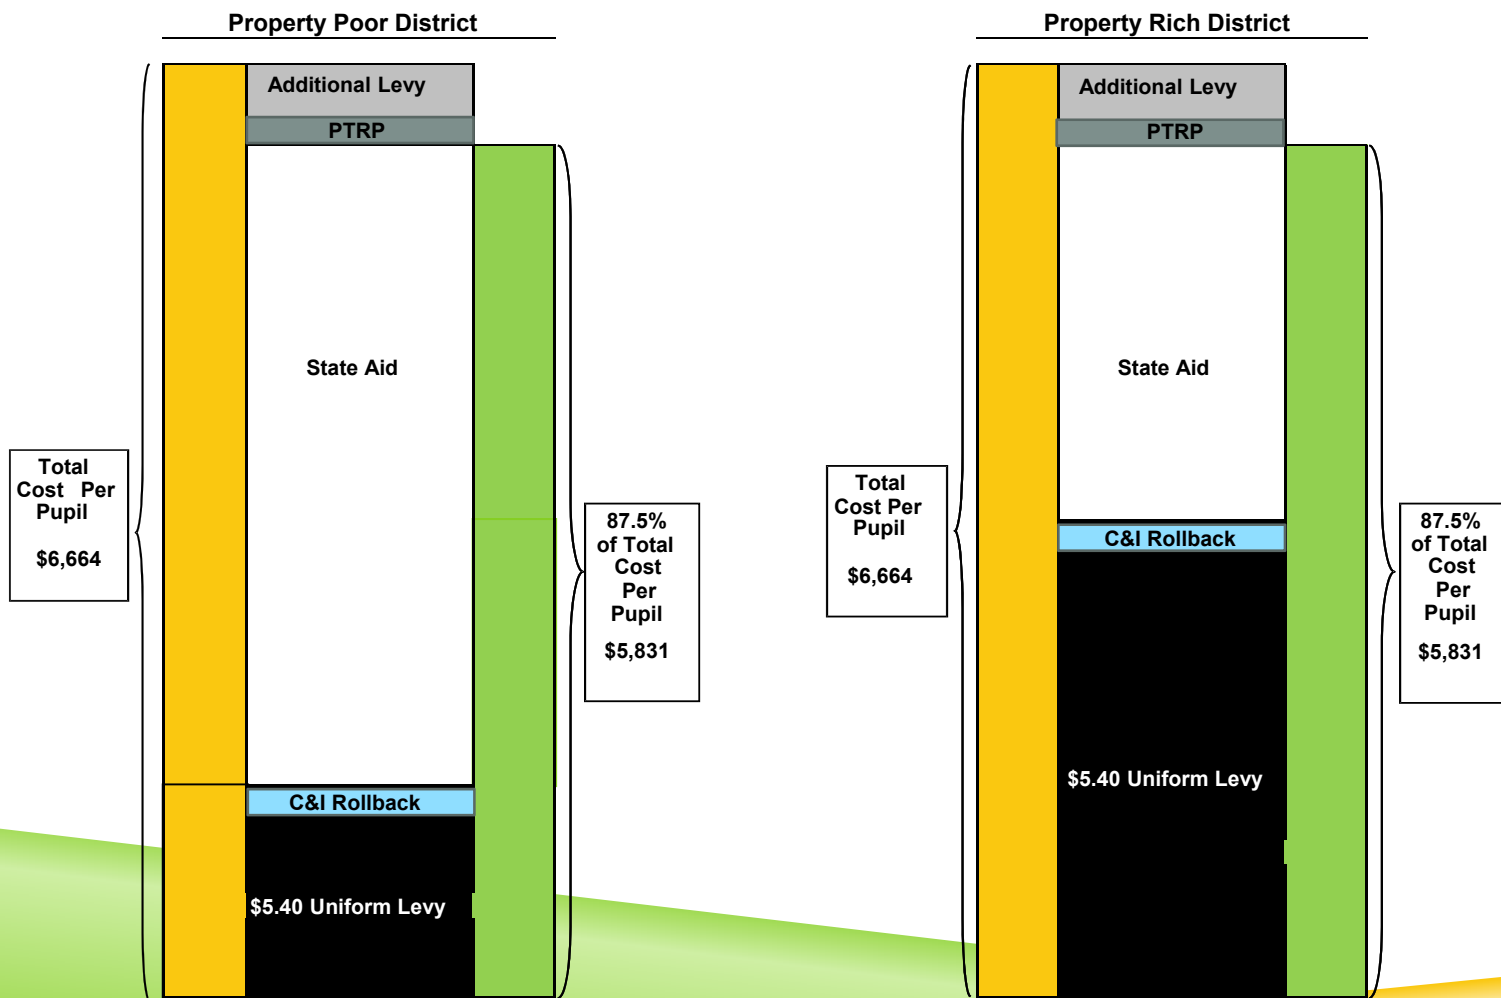 Property Poor District
Additional Levy
PTRP
State Aid
Total
Cost Per
Pupil
$6,664
87.5%
of Total
Cost
Per
Pupil
$5,831
C&I Rollback
$5.40 Uniform Levy
Property Rich District
Additional Levy
PTRP
State Aid
Total
Cost Per
Pupil
$6,664
87.5%
of Total
Cost
Per
Pupil
$5,831
C&I Rollback
$5.40 Uniform Levy